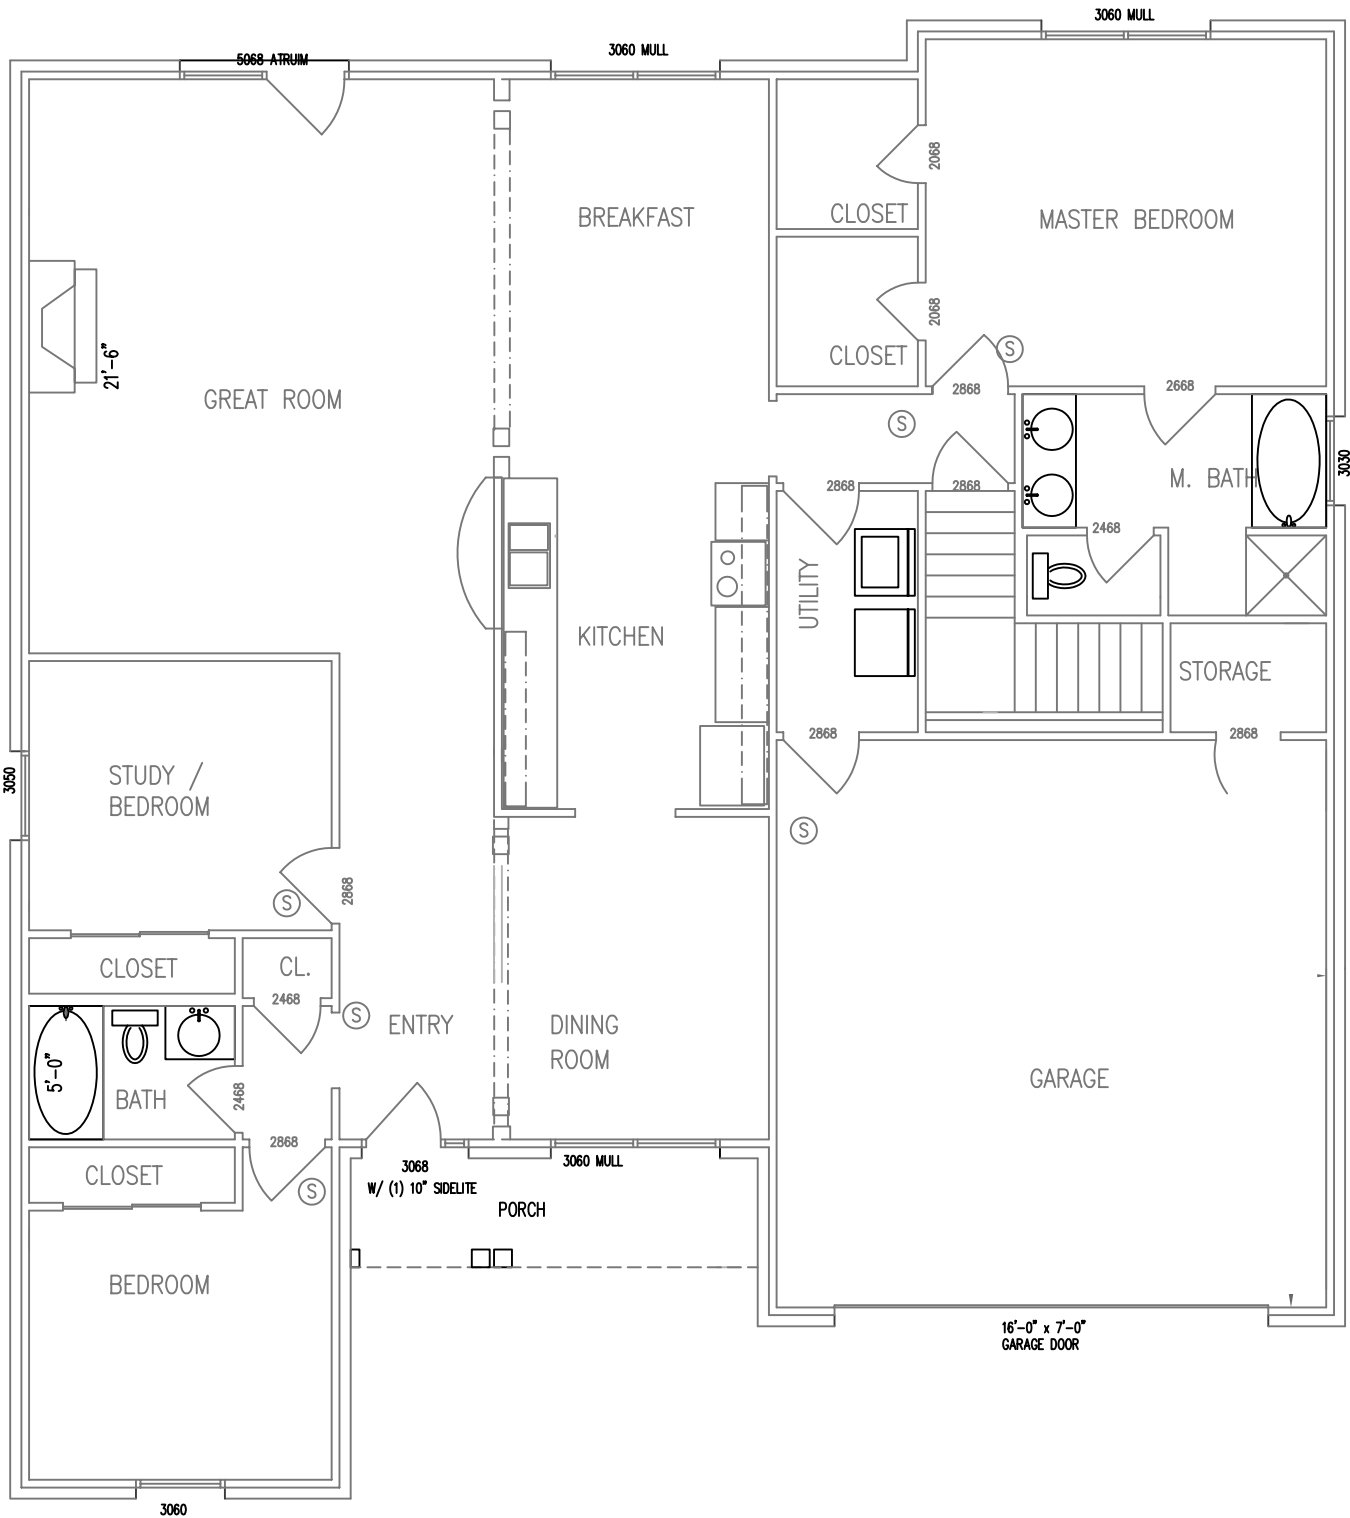 3060 MULL
3060 MULL
5068 ATRUIM
2068
BREAKFAST
CLOSET
MASTER BEDROOM
2068
21'-6"
CLOSET
S
GREAT ROOM
2868
2668
S
3030
M. BATH
2868
2868
2468
UTILITY
KITCHEN
STORAGE
2868
2868
3050
STUDY /
BEDROOM
S
2868
S
CLOSET
CL.
2468
S
ENTRY
DINING
ROOM
5'-0"
BATH
2468
GARAGE
2868
3068
W/ (1) 10" SIDELITE
3060 MULL
CLOSET
S
PORCH
BEDROOM
16'-0" x 7'-0"
GARAGE DOOR
3060